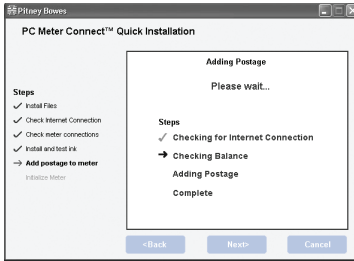 Pitney Bowes
PC Meter Connect™ Quick Installation
Steps
Install Files
Check Internet Connection
Check meter connections
Install and test ink
Add postage to meter
Initialize Meter
Adding Postage
Please wait...
Steps
Checking for Internet Connection
Checking Balance
Adding Postage
Complete
<Back
Next>
Cancel